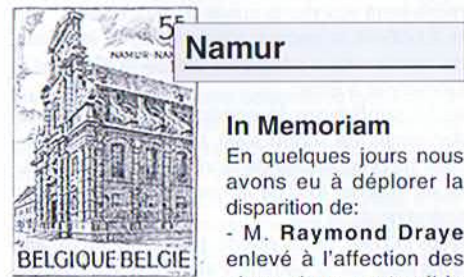 5F
NAMUR-NA
Namur
BELGIQUE BELGIE
In Memoriam
En quelques jours nous
avons eu à déplorer la
disparition de:
- M. Raymond Draye
enlevé à l'affection des